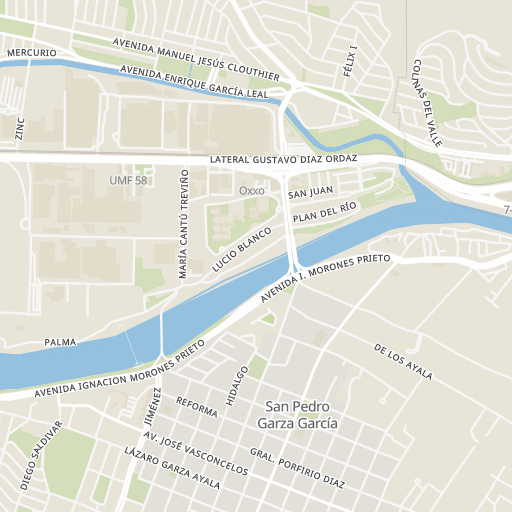 AVENIDA MANUEL JESÚS CLOUTHIER
MERCURIO
FÉLIX I
AVENIDA ENRIQUE GARCÍA LEAL
COLINAS DEL VALLE
ZINC
LATERAL GUSTAVO DIAZ ORDAZ
UMF 58
MARÍA CANTÚ TREVIÑO
Oxxo
SAN JUAN
PLAN DEL RÍO
7-
LUCIO BLANCO
AVENIDA I. MORONES PRIETO
PALMA
AVENIDA IGNACION MORONES PRIETO
DE LOS AYALA
HIDALGO
JIMÉNEZ
REFORMA
San Pedro
Garza García
DIEGO SALDIVAR
AV. JOSÉ VASCONCELOS
LÁZARO GARZA AYALA
GRAL. PORFIRIO DIAZ